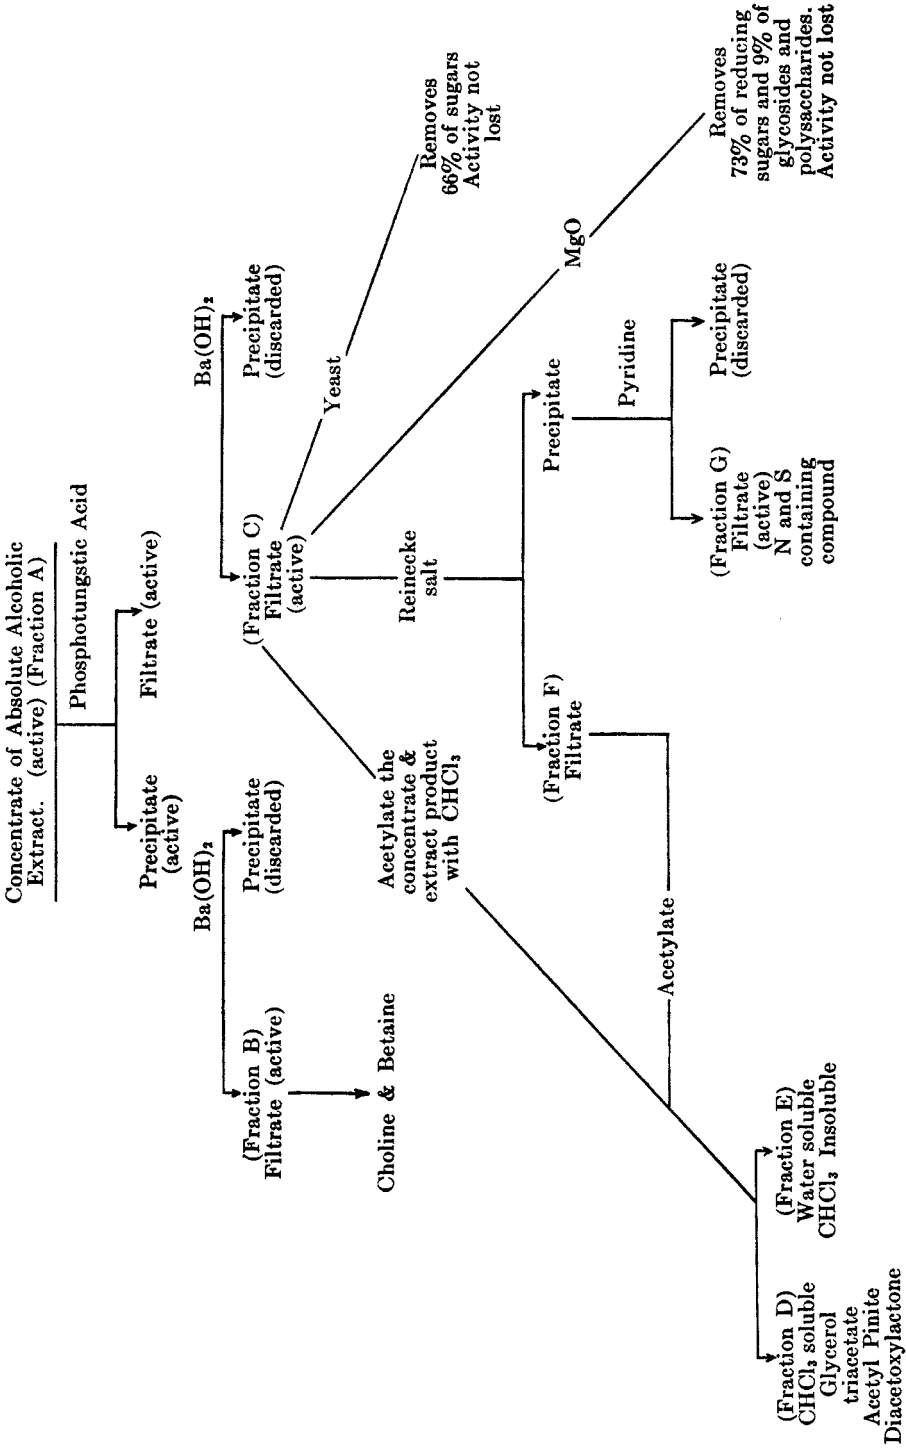 Concentrate of Absolute Alcoholic
Extract. (active) (Fraction A)
Phosphotungstic Acid
Precipitate
(active)
Filtrate (active)
Ba(OH)₂
(Fraction B)
Filtrate (active)
Precipitate
(discarded)
Choline & Betaine
Ba(OH)₂
(Fraction C)
Filtrate
(active)
Precipitate
(discarded)
Yeast
Removes
66% of sugars
Activity not
lost
MgO
Removes
73% of reducing
sugars and 9% of
glycosides and
polysaccharides.
Activity not lost
Acetylate the
concentrate &
extract product
with CHCl₃
Reinecke
salt
(Fraction F)
Filtrate
Precipitate
Pyridine
(Fraction G)
Filtrate
(active)
N and S
containing
compound
Precipitate
(discarded)
Acetylate
(Fraction D)
CHCl₃ soluble
Glycerol
triacetate
Acetyl Pinite
Diacetoxylactone
(Fraction E)
Water soluble
CHCl₃ Insoluble